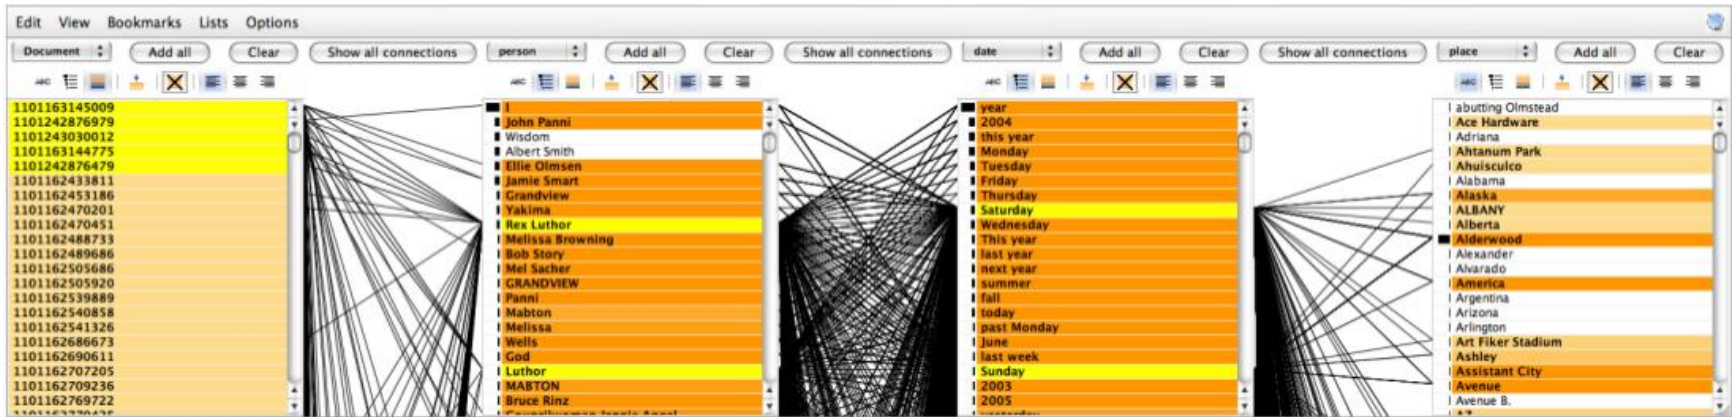 Edit View Bookmarks Lists Options
Document Add all Clear Show all connections person Add all Clear Show all connections date Add all Clear Show all connections place Add all Clear
1101163145009 I year abutting Olmstead
1101242876979 John Panni 2004 Ace Hardware
1101243030012 Wisdom this year Adriana
1101163144775 Albert Smith Monday Ahtanum Park
1101242876479 Ellie Olmsen Tuesday Ahuisculco
1101162433811 Jamie Smart Friday Alabama
1101162453186 Grandview Thursday Alaska
1101162470201 Yakima Saturday ALBANY
1101162470451 Rex Luthor Wednesday Alberta
1101162488733 Melissa Browning This year Alderwood
1101162489686 Bob Story last year Alexander
1101162505686 Mel Sacher next year Alvarado
1101162505920 GRANDVIEW summer America
1101162539889 Panni fall Argentina
1101162540858 Mabton today Arizona
1101162541326 Melissa past Monday Arlington
1101162686673 Wells June Art Fiker Stadium
1101162690611 God last week Ashley
1101162707205 Luthor Sunday Assistant City
1101162709236 MABTON 2003 Avenue
1101162769722 Bruce Rinz 2005 Avenue B.